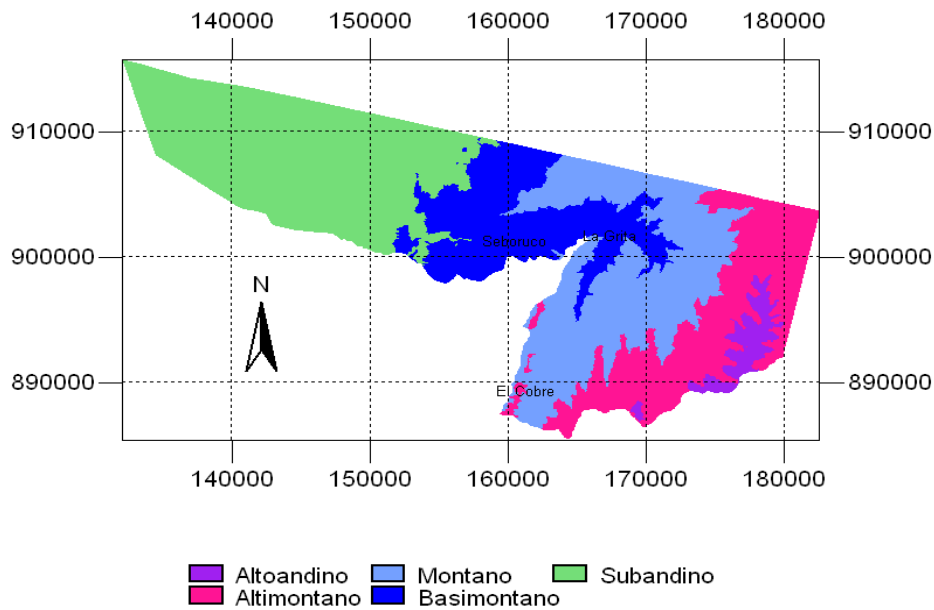 140000 150000 160000 170000 180000
910000 910000
Seboruco La Grita
900000 900000
N
890000 890000
El Cobre
140000 150000 160000 170000 180000
Altoandino Montano Subandino
Altimontano Basimontano